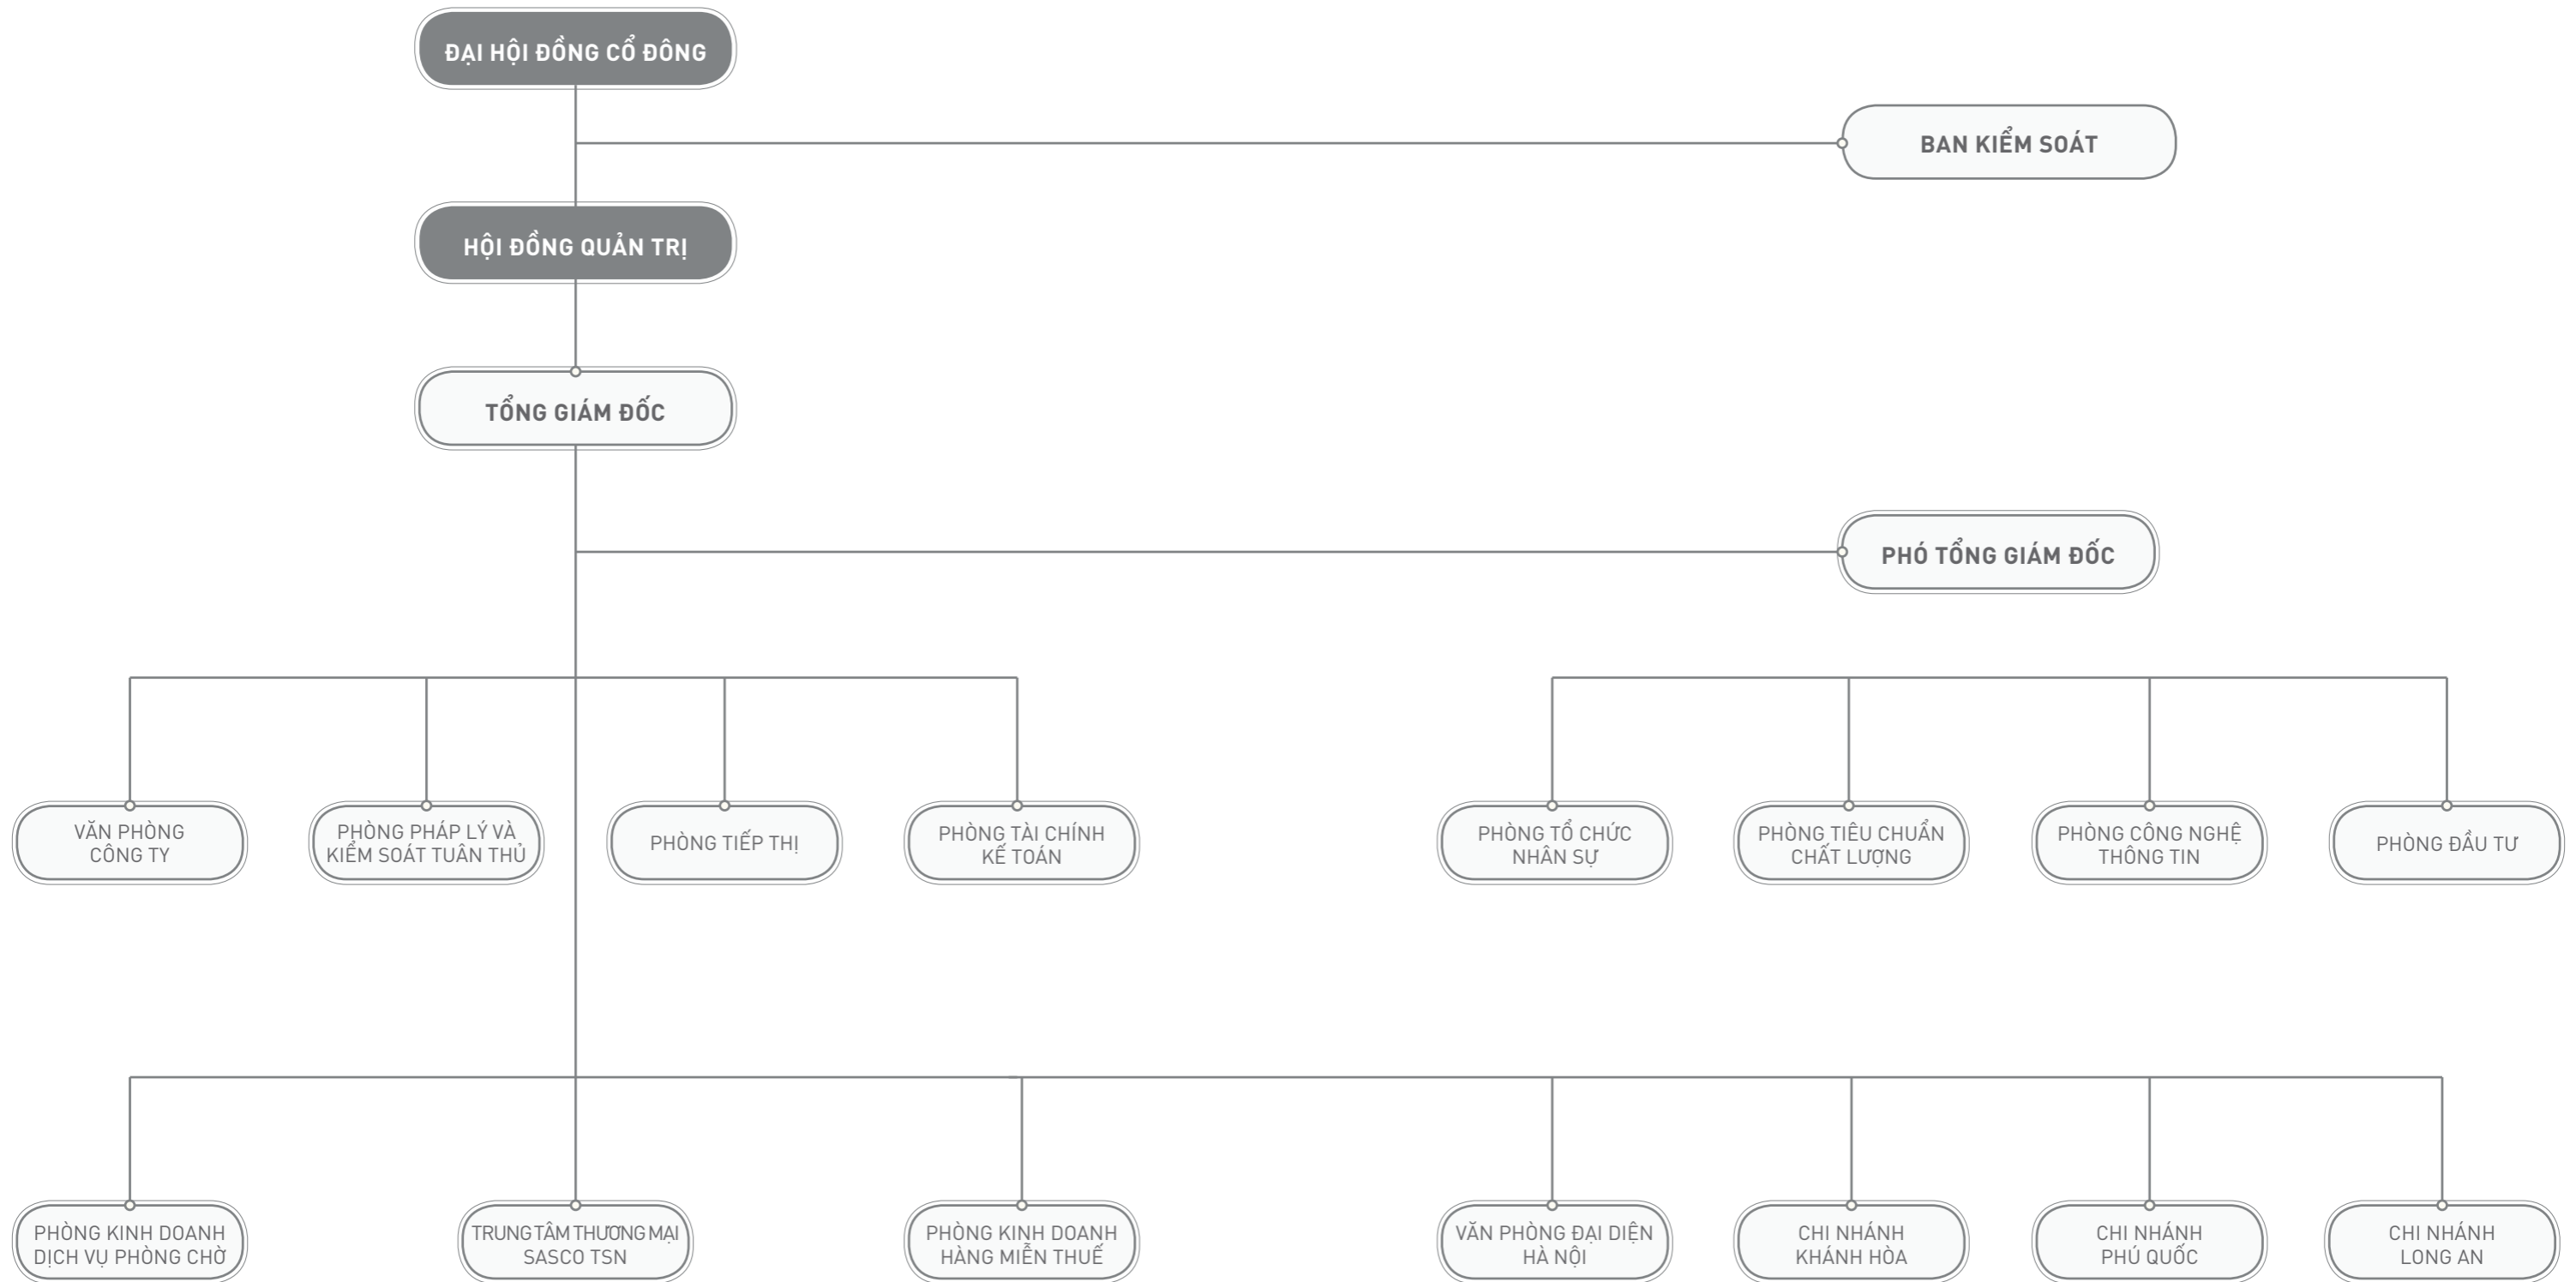 ĐẠI HỘI ĐỒNG CỔ ĐÔNG
BAN KIỂM SOÁT
HỘI ĐỒNG QUẢN TRỊ
TỔNG GIÁM ĐỐC
PHÓ TỔNG GIÁM ĐỐC
VĂN PHÒNG
CÔNG TY
PHÒNG PHÁP LÝ VÀ
KIỂM SOÁT TUÂN THỦ
PHÒNG TIẾP THỊ
PHÒNG TÀI CHÍNH
KẾ TOÁN
PHÒNG TỔ CHỨC
NHÂN SỰ
PHÒNG TIÊU CHUẨN
CHẤT LƯỢNG
PHÒNG CÔNG NGHỆ
THÔNG TIN
PHÒNG ĐẦU TƯ
PHÒNG KINH DOANH
DỊCH VỤ PHÒNG CHỜ
TRUNG TÂM THƯƠNG MẠI
SASCO TSN
PHÒNG KINH DOANH
HÀNG MIỄN THUẾ
VĂN PHÒNG ĐẠI DIỆN
HÀ NỘI
CHI NHÁNH
KHÁNH HÒA
CHI NHÁNH
PHÚ QUỐC
CHI NHÁNH
LONG AN